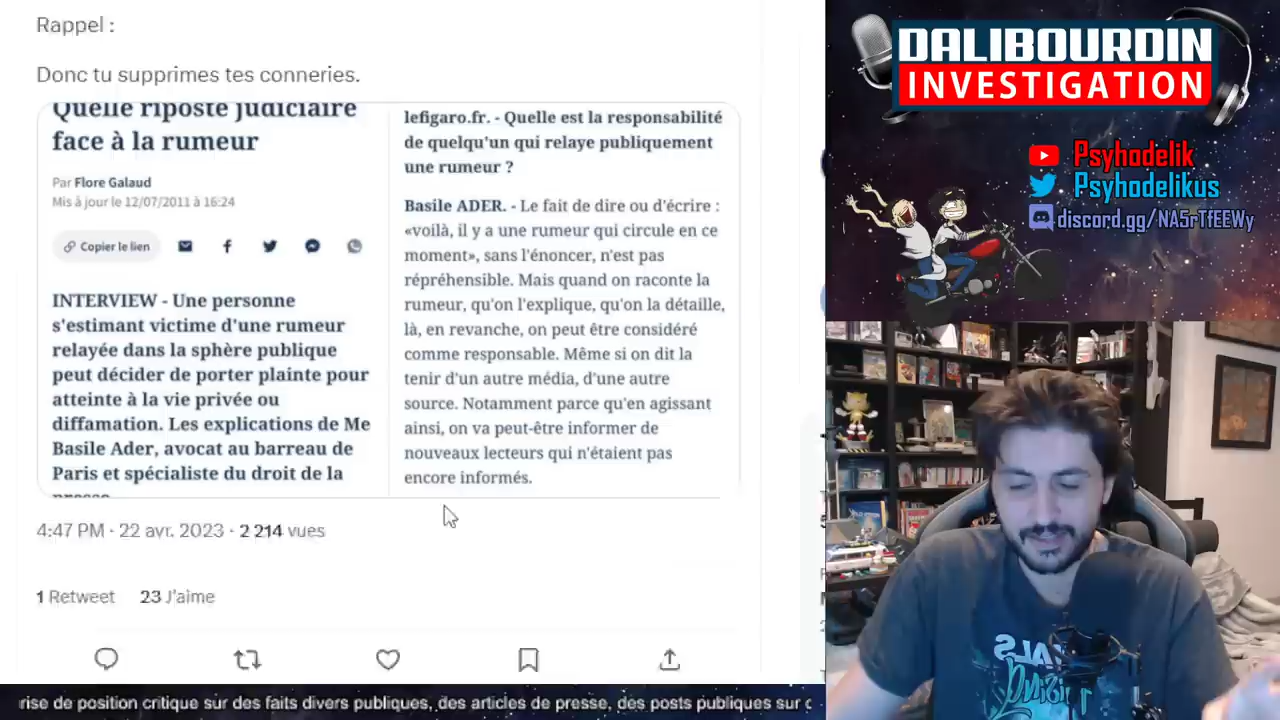 Rappel :
Donc tu supprimes tes conneries.
Quelle riposte judiciaire
face à la rumeur
Par Flore Galaud
Mis à jour le 12/07/2011 à 16:24
Copier le lien
INTERVIEW - Une personne
s'estimant victime d'une rumeur
relayée dans la sphère publique
peut décider de porter plainte pour
atteinte à la vie privée ou
diffamation. Les explications de Me
Basile Ader, avocat au barreau de
Paris et spécialiste du droit de la
presse
lefigaro.fr. - Quelle est la responsabilité
de quelqu'un qui relaye publiquement
une rumeur ?
Basile ADER. - Le fait de dire ou d'écrire :
«voilà, il y a une rumeur qui circule en ce
moment», sans l'énoncer, n'est pas
répréhensible. Mais quand on raconte la
rumeur, qu'on l'explique, qu'on la détaille,
là, en revanche, on peut être considéré
comme responsable. Même si on dit la
tenir d'un autre média, d'une autre
source. Notamment parce qu'en agissant
ainsi, on va peut-être informer de
nouveaux lecteurs qui n'étaient pas
encore informés.
4:47 PM · 22 avr. 2023 · 2 214 vues
1 Retweet 23 J'aime
DALIBOURDIN
INVESTIGATION
Psyhodelik
Psyhodelikus
discord.gg/NA5rTfEEWy
rise de position critique sur des faits divers publiques, des articles de presse, des posts publiques sur